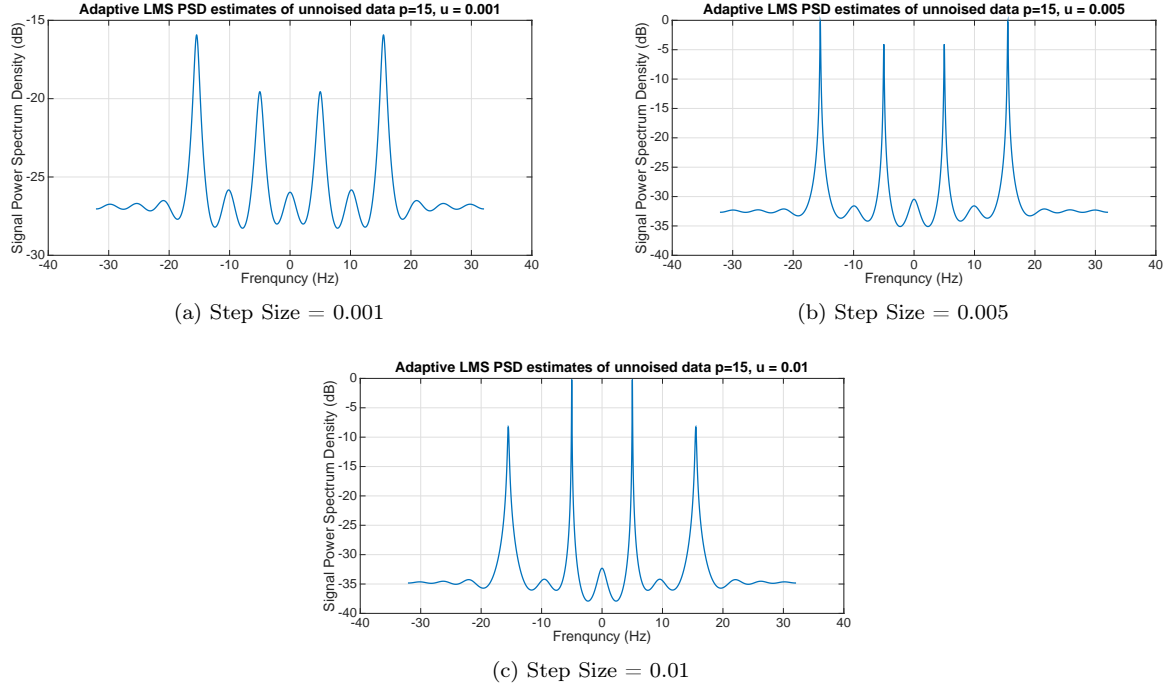 Adaptive LMS PSD estimates of unnoised data p=15, u = 0.001
Signal Power Spectrum Density (dB)
-15
-20
-25
-30
-40 -30 -20 -10 0 10 20 30 40
Frenquncy (Hz)
(a) Step Size = 0.001
Adaptive LMS PSD estimates of unnoised data p=15, u = 0.005
Signal Power Spectrum Density (dB)
0
-5
-10
-15
-20
-25
-30
-35
-40
-40 -30 -20 -10 0 10 20 30 40
Frenquncy (Hz)
(b) Step Size = 0.005
Adaptive LMS PSD estimates of unnoised data p=15, u = 0.01
Signal Power Spectrum Density (dB)
0
-5
-10
-15
-20
-25
-30
-35
-40
-40 -30 -20 -10 0 10 20 30 40
Frenquncy (Hz)
(c) Step Size = 0.01